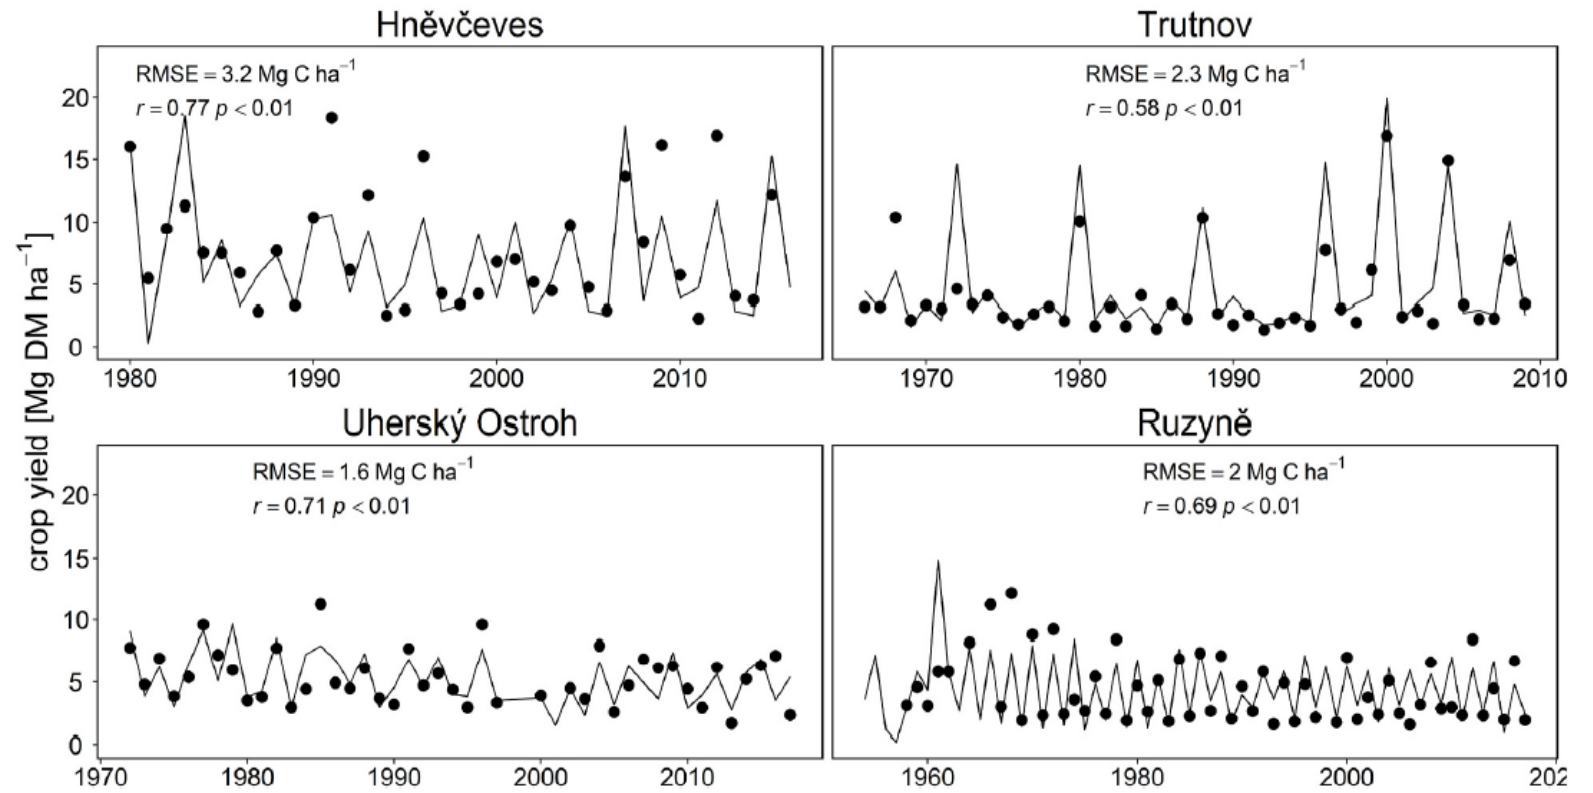 Hněvčeves
RMSE = 3.2 Mg C ha⁻¹
r = 0.77 p < 0.01
20
15
10
5
0
1980 1990 2000 2010
Trutnov
RMSE = 2.3 Mg C ha⁻¹
r = 0.58 p < 0.01
1970 1980 1990 2000 2010
crop yield [Mg DM ha⁻¹]
Uherský Ostroh
RMSE = 1.6 Mg C ha⁻¹
r = 0.71 p < 0.01
20
15
10
5
0
1970 1980 1990 2000 2010
Ruzyně
RMSE = 2 Mg C ha⁻¹
r = 0.69 p < 0.01
1960 1980 2000 202